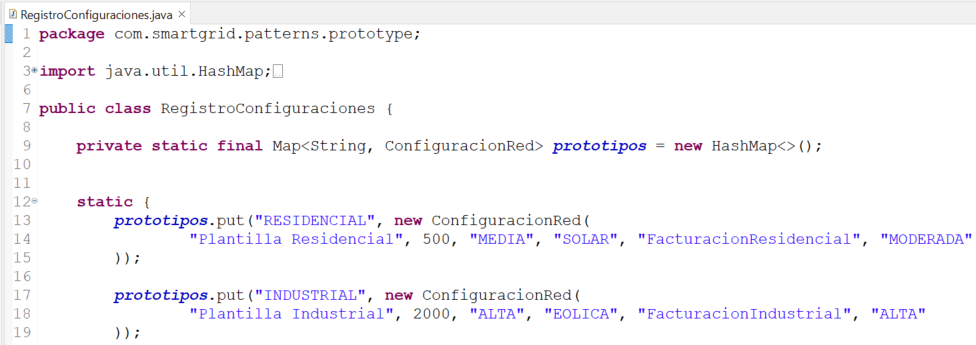 RegistroConfiguraciones.java
1 package com.smartgrid.patterns.prototype;
2
3 import java.util.HashMap;
6
7 public class RegistroConfiguraciones {
8
9 private static final Map<String, ConfiguracionRed> prototipos = new HashMap<>();
10
11
12 static {
13 prototipos.put("RESIDENCIAL", new ConfiguracionRed(
14 "Plantilla Residencial", 500, "MEDIA", "SOLAR", "FacturacionResidencial", "MODERADA"
15 ));
16
17 prototipos.put("INDUSTRIAL", new ConfiguracionRed(
18 "Plantilla Industrial", 2000, "ALTA", "EOLICA", "FacturacionIndustrial", "ALTA"
19 ));